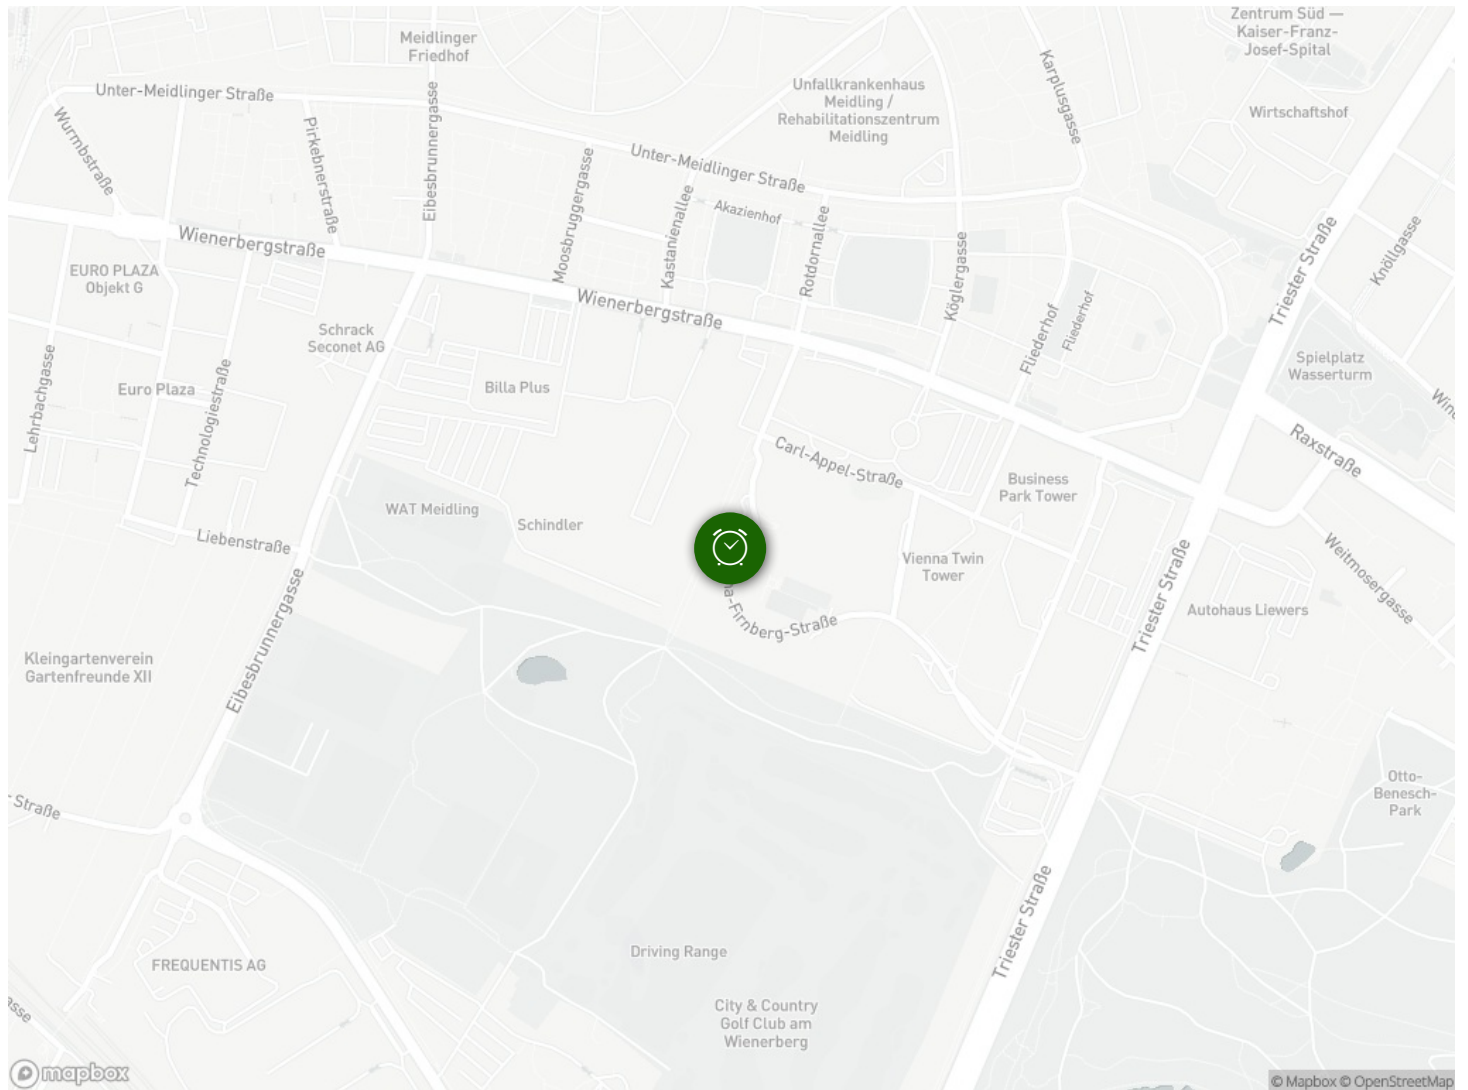 Zentrum Süd —
Kaiser-Franz-
Josef-Spital
Meidlinger
Friedhof
Karplusgasse
Unter-Meidlinger Straße
Eibesbrunnergasse
Unfallkrankenhaus
Meidling /
Rehabilitationszentrum
Meidling
Wirtschaftshof
Wurmbstraße
Pirkebnerstraße
Moosbruggergasse
Unter-Meidlinger Straße
Kastanienallee
Akazienhof
Rotdornallee
Köglergasse
Triester Straße
Knöllgasse
Wienerbergstraße
EURO PLAZA
Objekt G
Wienerbergstraße
Fliederhof
Fliederhof
Schrack
Seconet AG
Spielplatz
Wasserturm
Lehrbachgasse
Euro Plaza
Technologiestraße
Billa Plus
Raxstraße
Carl-Appel-Straße
Business
Park Tower
WAT Meidling
Schindler
Liebenstraße
Vienna Twin
Tower
Weitmosergasse
Eibesbrunnergasse
-Firnberg-Straße
Triester Straße
Autohaus Liewers
Kleingartenverein
Gartenfreunde XII
Straße
Otto-
Benesch-
Park
Triester Straße
Driving Range
FREQUENTIS AG
City & Country
Golf Club am
Wienerberg
mapbox
© Mapbox © OpenStreetMap